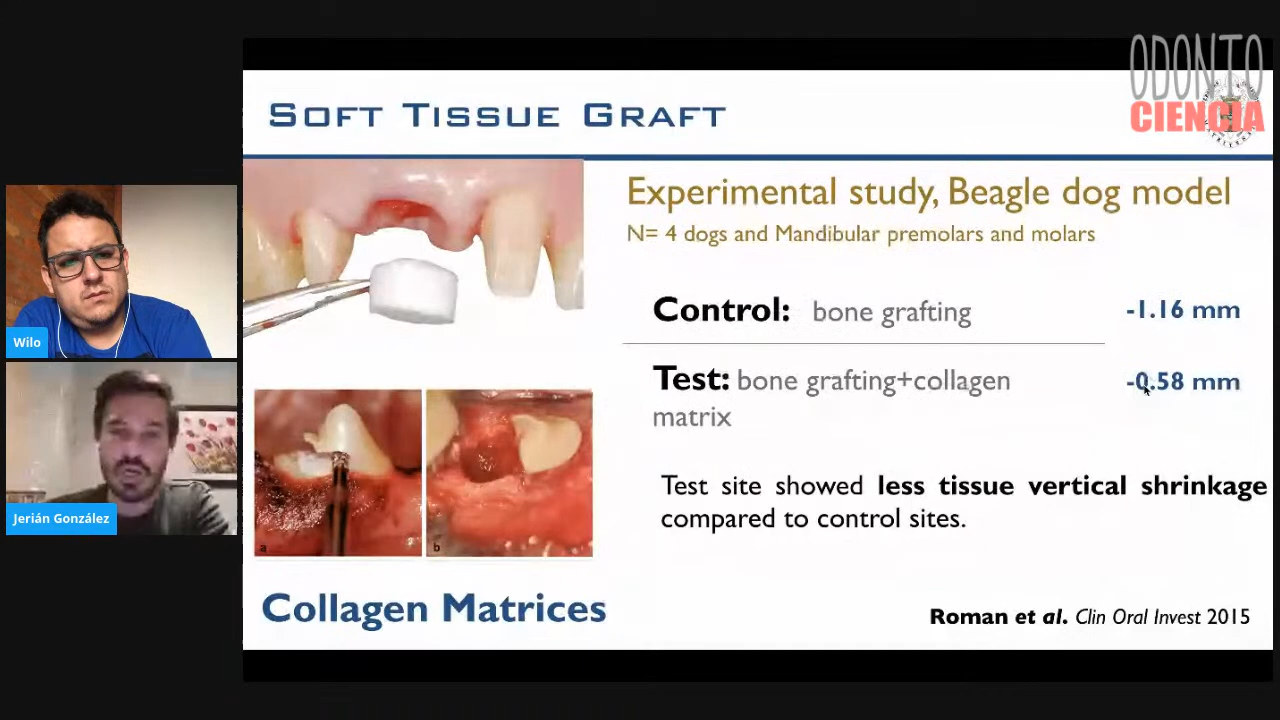 ODONTO
CIENCIA
SOFT TISSUE GRAFT
Experimental study, Beagle dog model
N= 4 dogs and Mandibular premolars and molars
Control: bone grafting -1.16 mm
Test: bone grafting+collagen -0.58 mm
matrix
Test site showed less tissue vertical shrinkage
compared to control sites.
a
b
Collagen Matrices
Roman et al. Clin Oral Invest 2015
Wilo
Jerián González